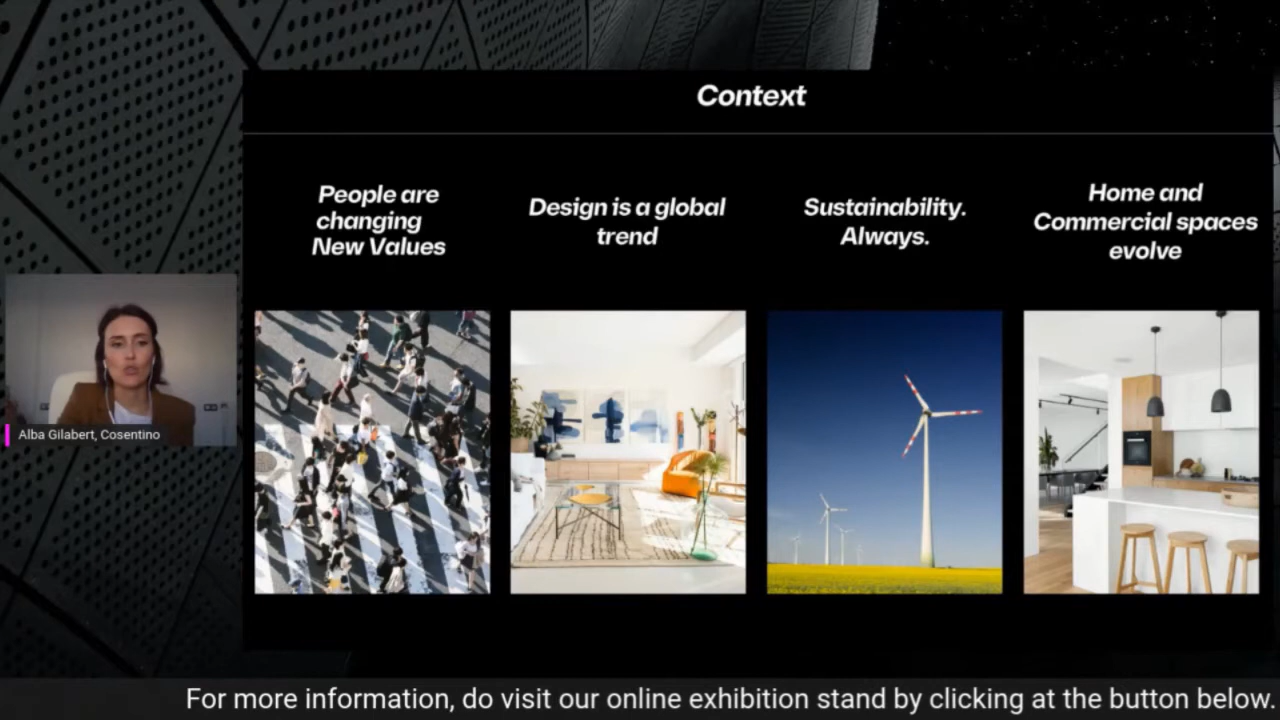 Context
People are
changing
New Values
Design is a global
trend
Sustainability.
Always.
Home and
Commercial spaces
evolve
Alba Gilabert, Cosentino
For more information, do visit our online exhibition stand by clicking at the button below.